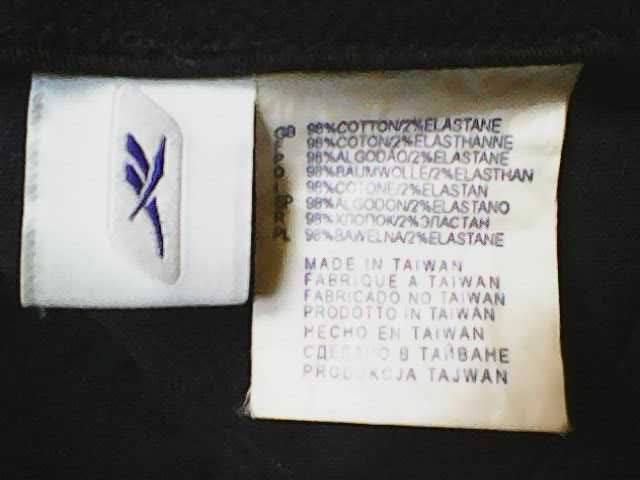 GB 98%COTTON/2%ELASTANE
98%COTON/2%ELASTHANNE
98%ALGODÃO/2%ELASTANE
98%BAUMWOLLE/2%ELASTHAN
98%COTONE/2%ELASTAN
98%ALGODON/2%ELASTANO
98%ХЛОПОК/2%ЭЛАСТАН
98%BAWELNA/2%ELASTANE
MADE IN TAIWAN
FABRIQUE A TAIWAN
FABRICADO NO TAIWAN
PRODOTTO IN TAIWAN
HECHO EN TAIWAN
СДЕЛАНО В ТАЙВАНЕ
PRODUKCJA TAJWAN